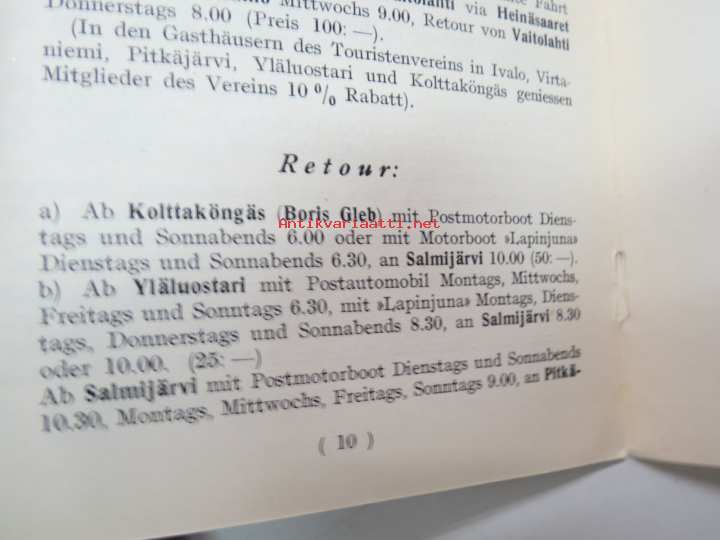 Fahrt
Mittwochs 9.00, Retour von Vaitolahti via Heinäsaaret
Donnerstags 8.00 (Preis 100: —).
(In den Gasthäusern des Touristenvereins in Ivalo, Virta-
niemi, Pitkäjärvi, Yläluostari und Kolttaköngäs geniessen
Mitglieder des Vereins 10 % Rabatt).
Retour:
a) Ab Kolttaköngäs (Boris Gleb) mit Postmotorboot Diens-
Antikvariaatti.net
tags und Sonnabends 6.00 oder mit Motorboot »Lapinjuna»
Dienstags und Sonnabends 6.30, an Salmijärvi 10.00 (50: —).
b) Ab Yläluostari mit Postautomobil Montags, Mittwochs,
Freitags und Sonntags 6.30, mit »Lapinjuna» Montags, Diens-
tags, Donnerstags und Sonnabends 8.30, an Salmijärvi 8.30
oder 10.00. (25: —)
Ab Salmijärvi mit Postmotorboot Dienstags und Sonnabends
10.30, Montags, Mittwochs, Freitags, Sonntags 9.00, an Pitkä-
( 10 )